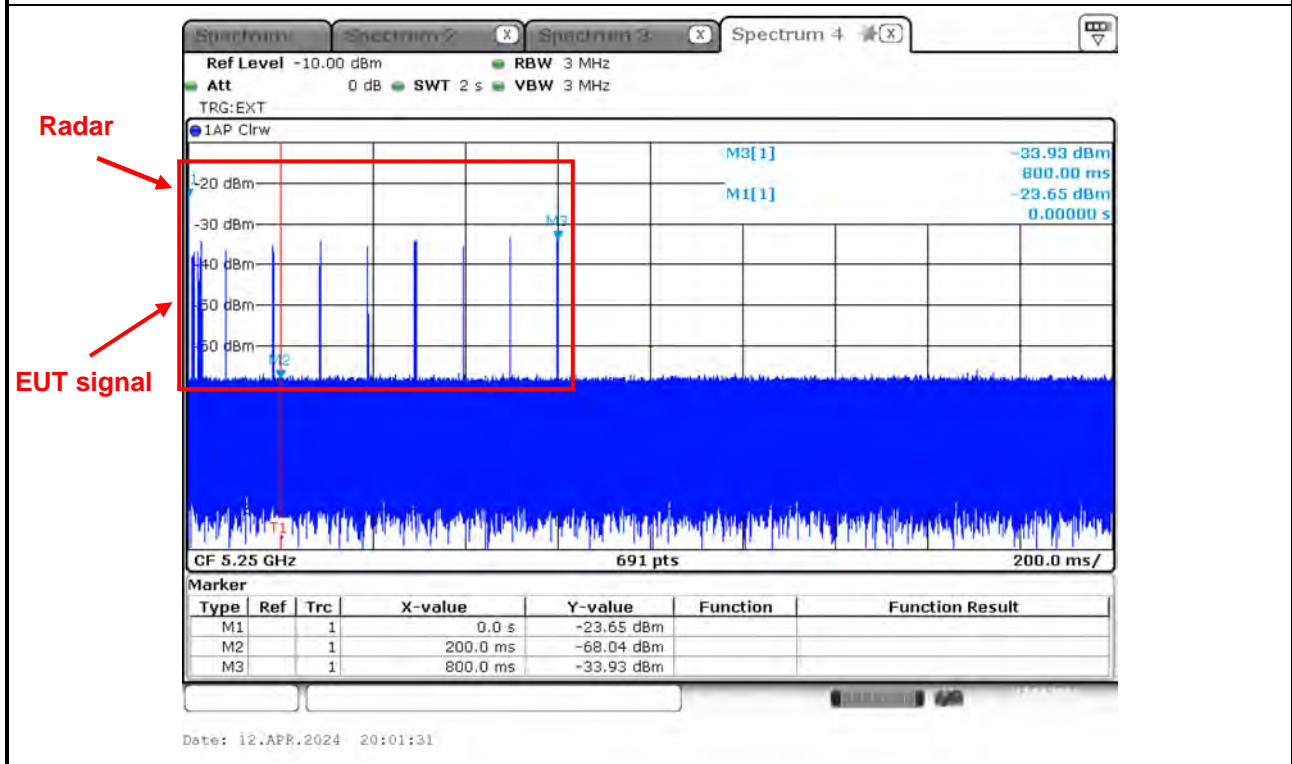 Spectrum 2 X Spectrum 3 X Spectrum 4 X
Ref Level -10.00 dBm RBW 3 MHz
Att 0 dB SWT 2 s VBW 3 MHz
TRG:EXT
1AP Clrw
Radar
M3[1] -33.93 dBm
800.00 ms
M1[1] -23.65 dBm
0.00000 s
-20 dBm
-30 dBm
M3
-40 dBm
-50 dBm
-60 dBm
M2
EUT signal
T1
CF 5.25 GHz 691 pts 200.0 ms/
Marker
Type Ref Trc X-value Y-value Function Function Result
M1 1 0.0 s -23.65 dBm
M2 1 200.0 ms -68.04 dBm
M3 1 800.0 ms -33.93 dBm
Date: 12.APR.2024 20:01:31